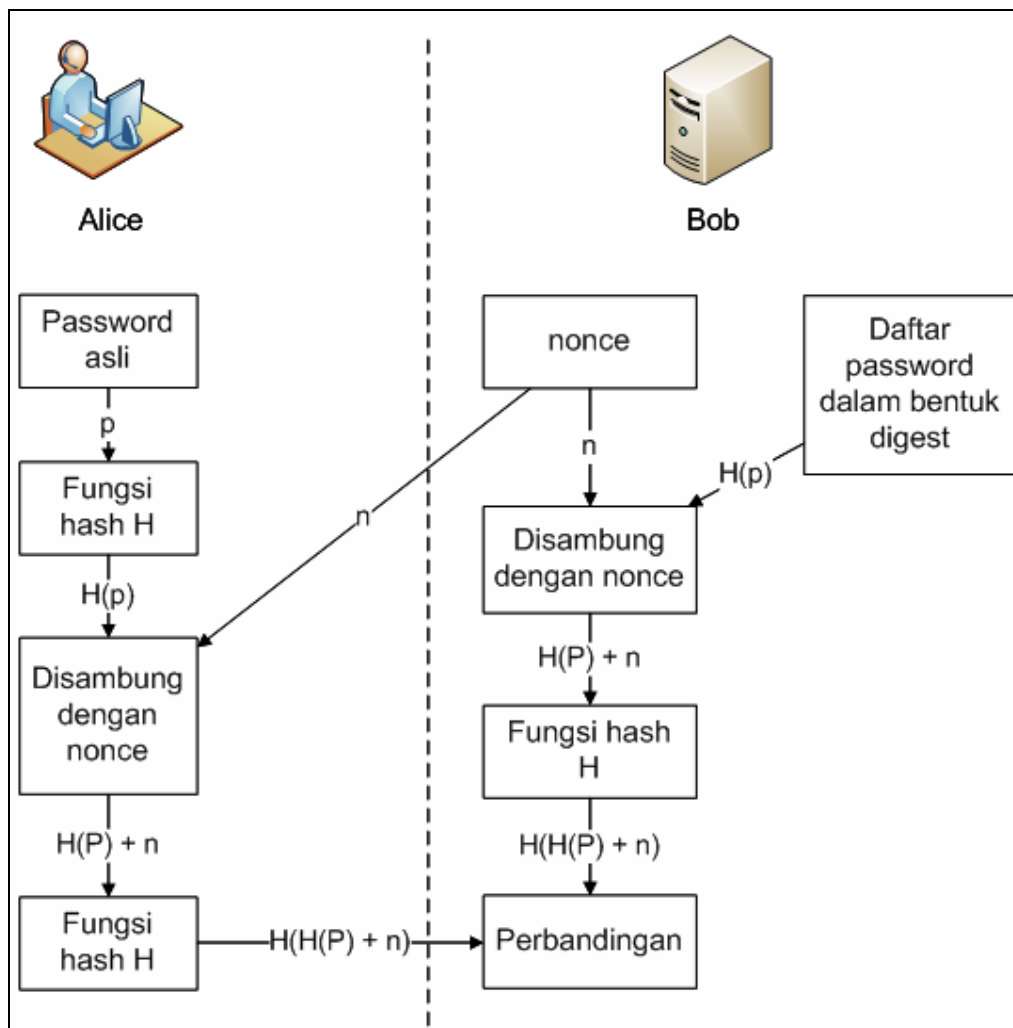 Alice
Bob
Password
asli
nonce
Daftar
password
dalam bentuk
digest
p
n
H(p)
Fungsi
hash H
n
Disambung
dengan nonce
H(p)
H(P) + n
Disambung
dengan
nonce
Fungsi hash
H
H(P) + n
H(H(P) + n)
Fungsi
hash H
H(H(P) + n)
Perbandingan